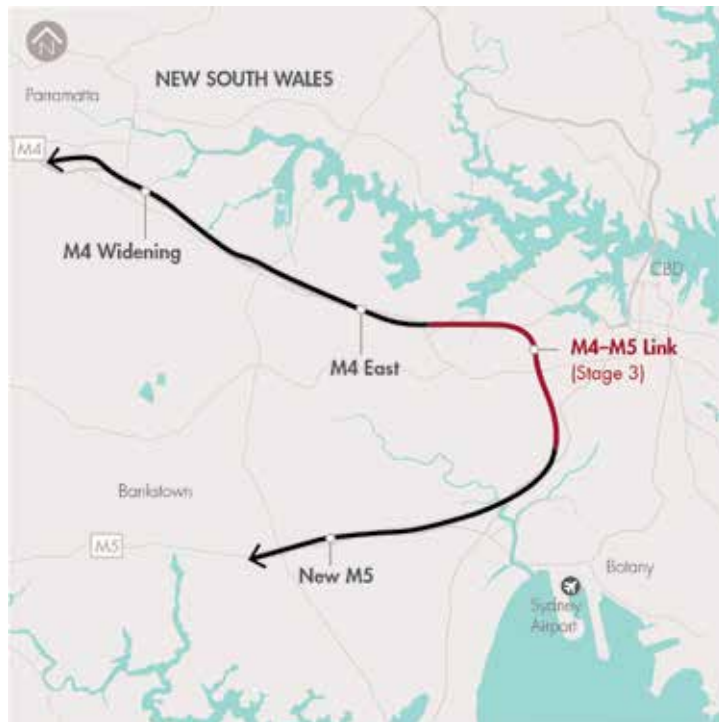 N
NEW SOUTH WALES
Parramatta
M4
M4 Widening
CBD
M4 East
M4–M5 Link
(Stage 3)
Bankstown
M5
New M5
Botany
Sydney
Airport